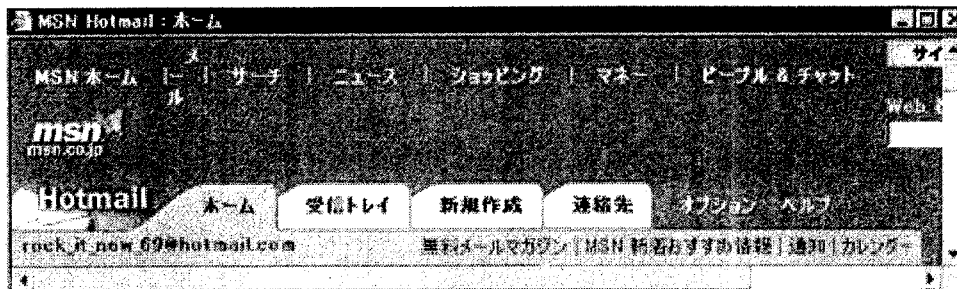 MSN Hotmail : ホーム
MSN ホーム | メール | サーチ | ニュース | ショッピング | マネー | ピープル & チャット
サイ
Web
msn
msn.co.jp
Hotmail ホーム 受信トレイ 新規作成 連絡先 オプション ヘルプ
rock_it_now_69@hotmail.com 無料メールマガジン | MSN 新着おすすめ情報 | 通知 | カレンダー